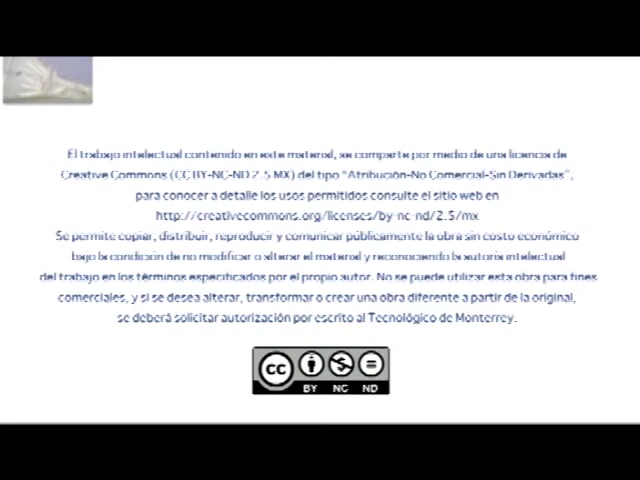 El trabajo intelectual contenido en este material, se comparte por medio de una licencia de
Creative Commons (CC BY-NC-ND 2.5 MX) del tipo "Atribución-No Comercial-Sin Derivadas",
para conocer a detalle los usos permitidos consulte el sitio web en
http://creativecommons.org/licenses/by-nc-nd/2.5/mx
Se permite copiar, distribuir, reproducir y comunicar públicamente la obra sin costo económico
bajo la condición de no modificar o alterar el material y reconociendo la autoría intelectual
del trabajo en los términos específicados por el propio autor. No se puede utilizar esta obra para fines
comerciales, y si se desea alterar, transformar o crear una obra diferente a partir de la original,
se deberá solicitar autorización por escrito al Tecnológico de Monterrey.
cc BY NC ND